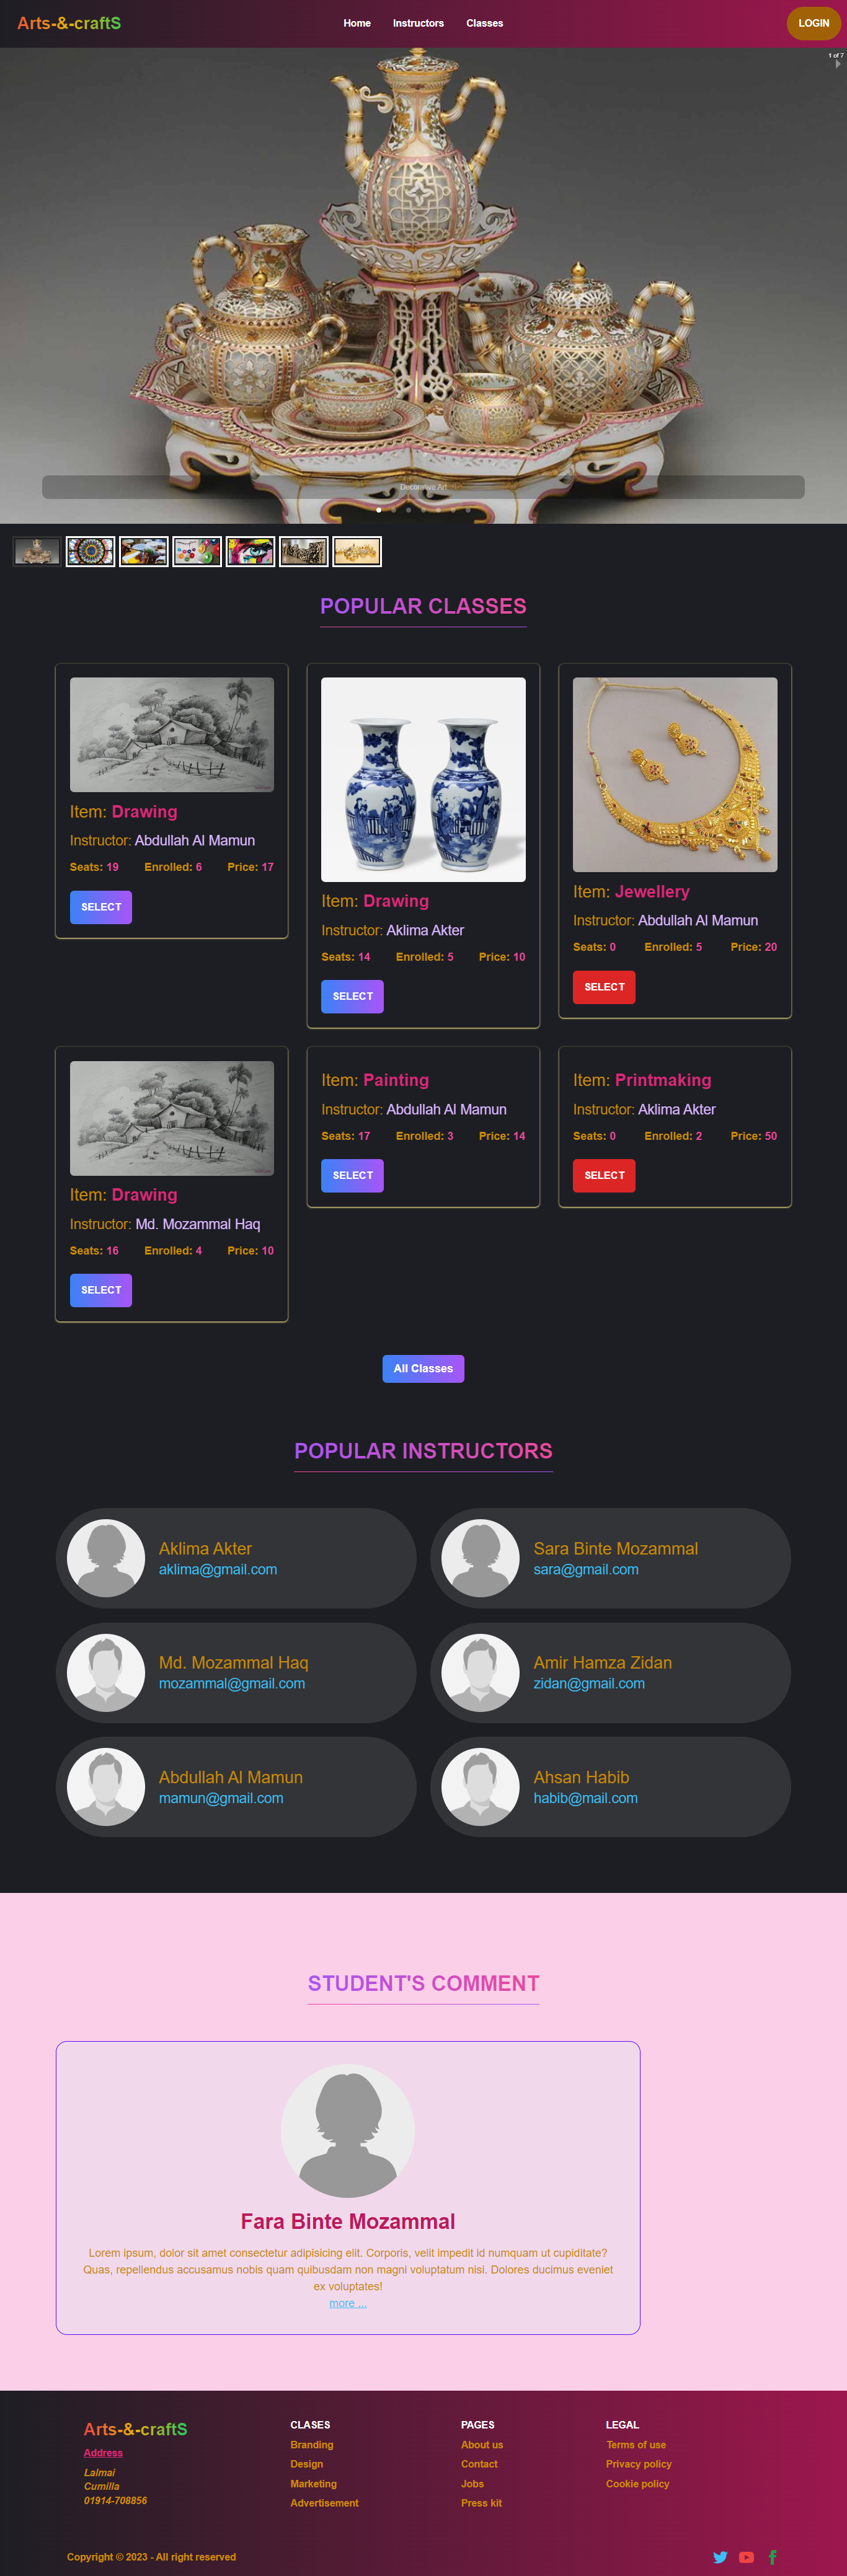 Arts-&-craftS
Home Instructors Classes
LOGIN
1 of 7
Decorative Art
POPULAR CLASSES
Item: Drawing
Instructor: Abdullah Al Mamun
Seats: 19 Enrolled: 6 Price: 17
SELECT
Item: Drawing
Instructor: Aklima Akter
Seats: 14 Enrolled: 5 Price: 10
SELECT
Item: Jewellery
Instructor: Abdullah Al Mamun
Seats: 0 Enrolled: 5 Price: 20
SELECT
Item: Drawing
Instructor: Md. Mozammal Haq
Seats: 16 Enrolled: 4 Price: 10
SELECT
Item: Painting
Instructor: Abdullah Al Mamun
Seats: 17 Enrolled: 3 Price: 14
SELECT
Item: Printmaking
Instructor: Aklima Akter
Seats: 0 Enrolled: 2 Price: 50
SELECT
All Classes
POPULAR INSTRUCTORS
Aklima Akter
aklima@gmail.com
Sara Binte Mozammal
sara@gmail.com
Md. Mozammal Haq
mozammal@gmail.com
Amir Hamza Zidan
zidan@gmail.com
Abdullah Al Mamun
mamun@gmail.com
Ahsan Habib
habib@mail.com
STUDENT'S COMMENT
Fara Binte Mozammal
Lorem ipsum, dolor sit amet consectetur adipisicing elit. Corporis, velit impedit id numquam ut cupiditate?
Quas, repellendus accusamus nobis quam quibusdam non magni voluptatum nisi. Dolores ducimus eveniet
ex voluptates!
more ...
Arts-&-craftS
Address
Lalmai
Cumilla
01914-708856
CLASES
Branding
Design
Marketing
Advertisement
PAGES
About us
Contact
Jobs
Press kit
LEGAL
Terms of use
Privacy policy
Cookie policy
Copyright © 2023 - All right reserved